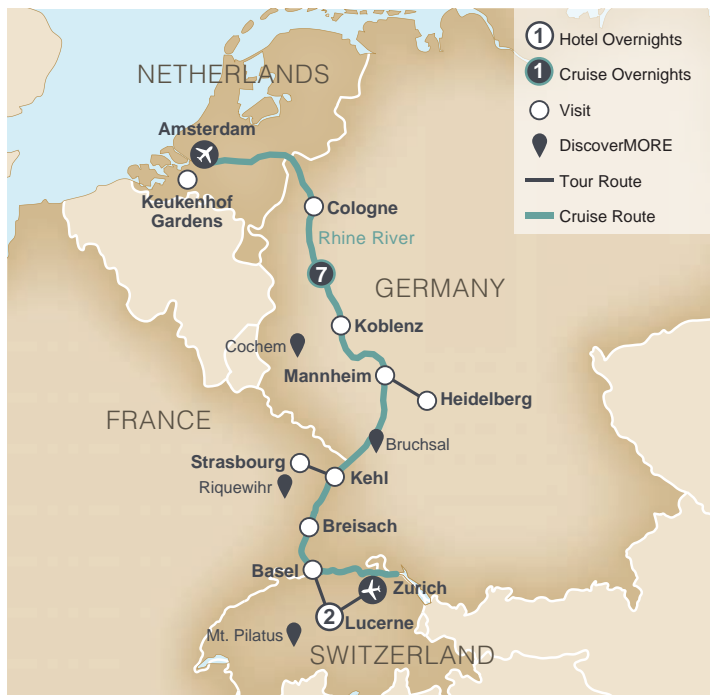 1 Hotel Overnights
1 Cruise Overnights
Visit
DiscoverMORE
Tour Route
Cruise Route
NETHERLANDS
Amsterdam
Keukenhof
Gardens
Cologne
Rhine River
7
GERMANY
Koblenz
Cochem
Mannheim
Heidelberg
FRANCE
Bruchsal
Strasbourg
Kehl
Riquewihr
Breisach
Basel
Zurich
2
Lucerne
Mt. Pilatus
SWITZERLAND